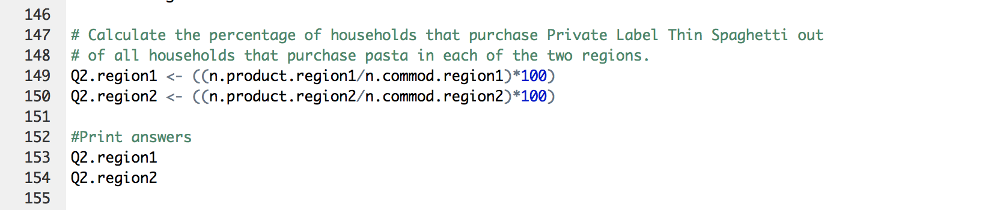 146
147 # Calculate the percentage of households that purchase Private Label Thin Spaghetti out
148 # of all households that purchase pasta in each of the two regions.
149 Q2.region1 <- ((n.product.region1/n.commod.region1)*100)
150 Q2.region2 <- ((n.product.region2/n.commod.region2)*100)
151
152 #Print answers
153 Q2.region1
154 Q2.region2
155